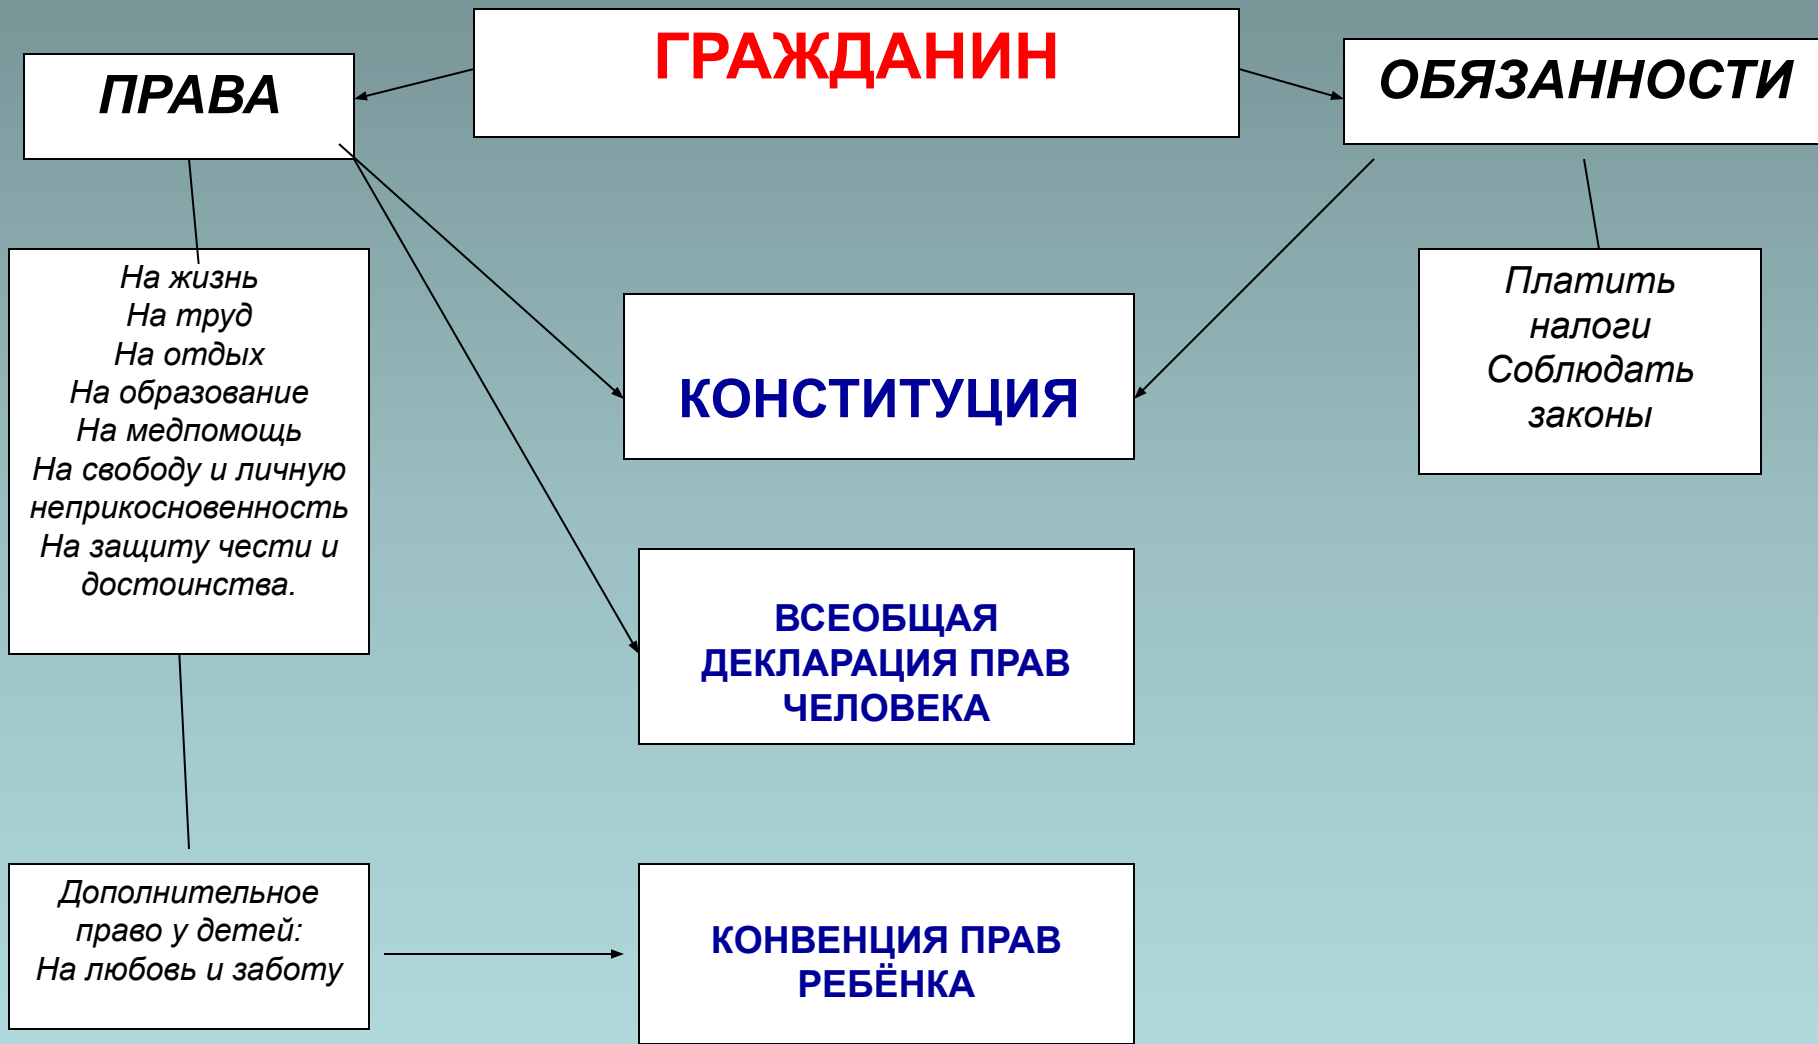 ГРАЖДАНИН
ПРАВА
ОБЯЗАННОСТИ
На жизнь
На труд
На отдых
На образование
На медпомощь
На свободу и личную
неприкосновенность
На защиту чести и
достоинства.
Платить
налоги
Соблюдать
законы
КОНСТИТУЦИЯ
ВСЕОБЩАЯ
ДЕКЛАРАЦИЯ ПРАВ
ЧЕЛОВЕКА
Дополнительное
право у детей:
На любовь и заботу
КОНВЕНЦИЯ ПРАВ
РЕБЁНКА